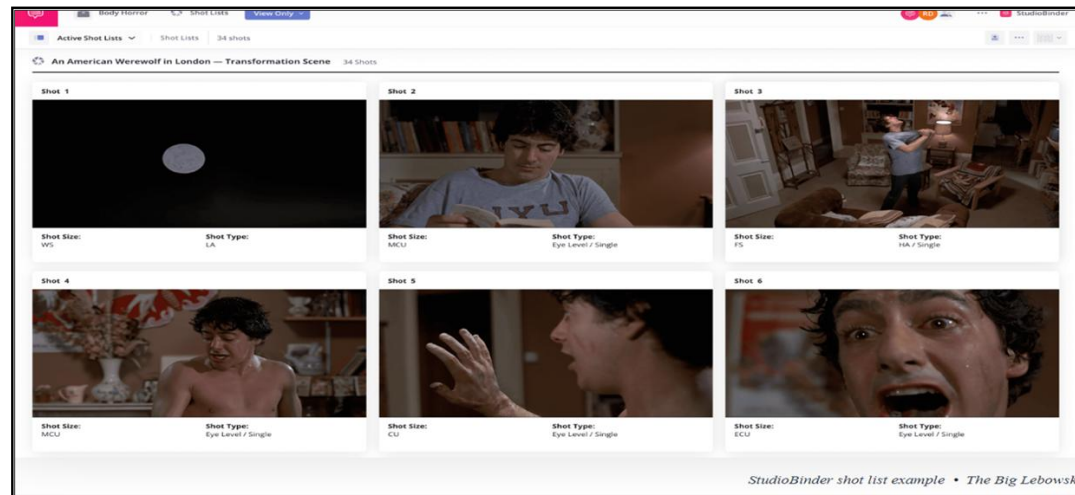 Body Horror Shot Lists View Only RD ... StudioBinder
Active Shot Lists Shot Lists 34 shots ...
An American Werewolf in London — Transformation Scene 34 Shots
Shot 1 Shot 2 Shot 3
NYU
Shot Size: Shot Type: Shot Size: Shot Type: Shot Size: Shot Type:
WS LA MCU Eye Level / Single FS HA / Single
Shot 4 Shot 5 Shot 6
Shot Size: Shot Type: Shot Size: Shot Type: Shot Size: Shot Type:
MCU Eye Level / Single CU Eye Level / Single ECU Eye Level / Single
StudioBinder shot list example • The Big Lebowsk